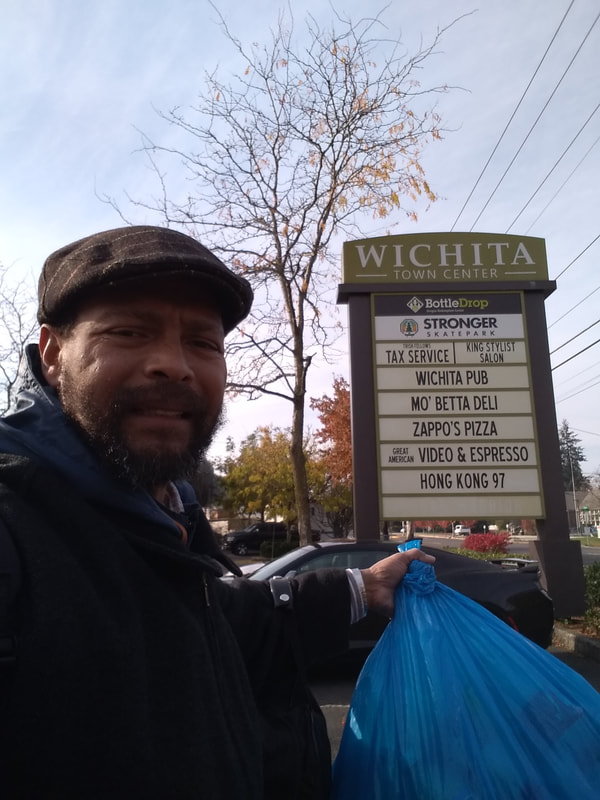 WICHITA
TOWN CENTER
BottleDrop
STRONGER
SKATEPARK
TAX SERVICE
KING STYLIST
SALON
WICHITA PUB
MO' BETTA DELI
ZAPPO'S PIZZA
GREAT AMERICAN VIDEO & ESPRESSO
HONG KONG 97